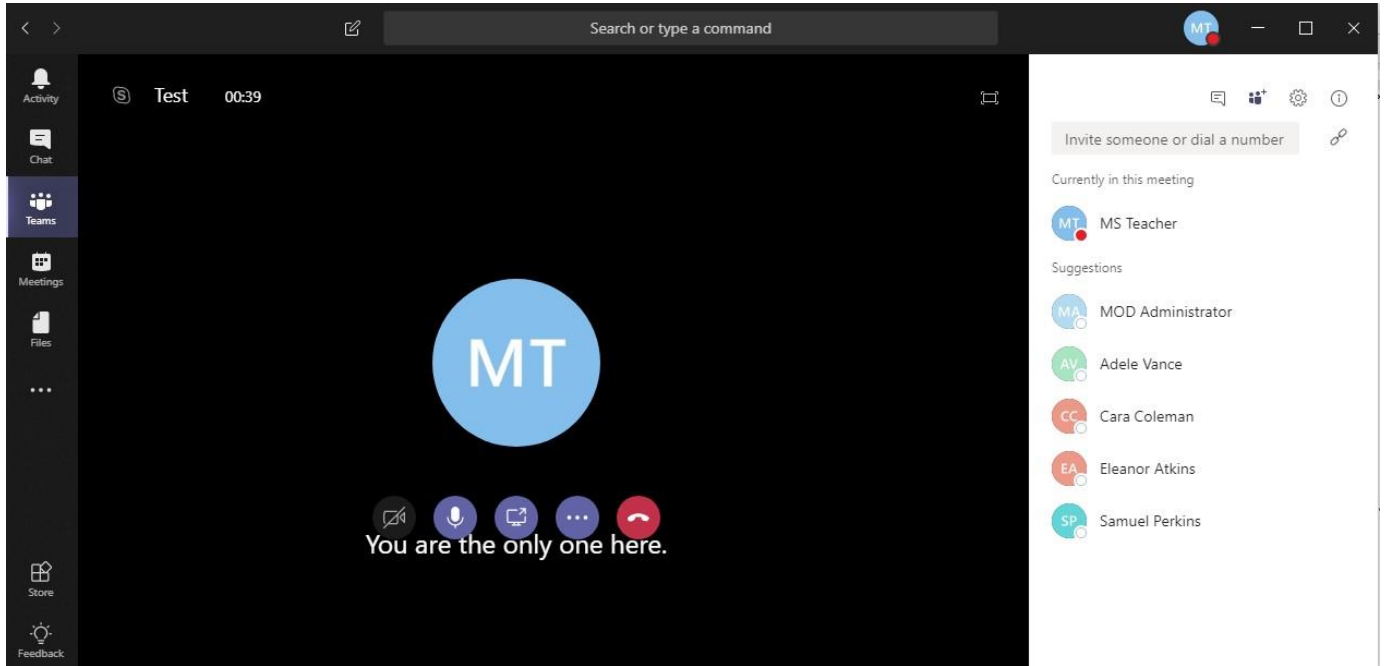 Search or type a command
MT
Activity
Chat
Teams
Meetings
Files
Store
Feedback
Test 00:39
MT
You are the only one here.
Invite someone or dial a number
Currently in this meeting
MT MS Teacher
Suggestions
MA MOD Administrator
AV Adele Vance
CC Cara Coleman
EA Eleanor Atkins
SP Samuel Perkins